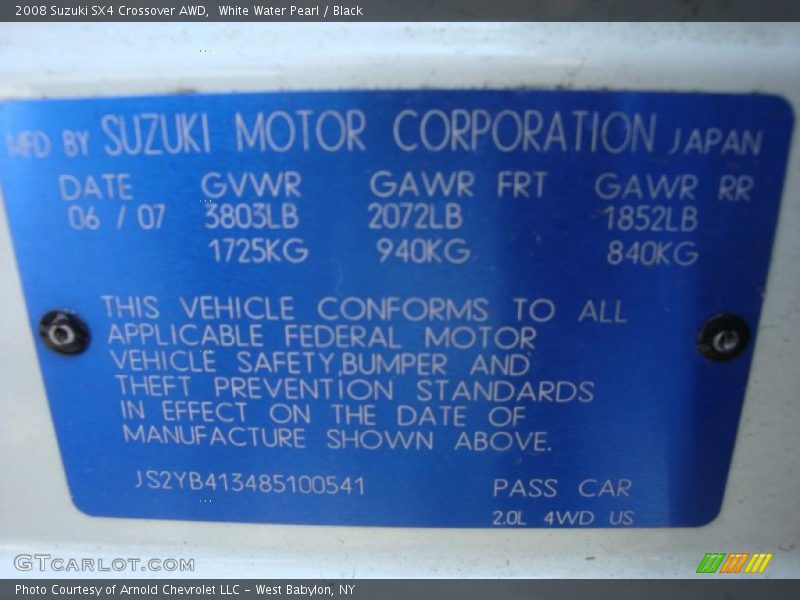 2008 Suzuki SX4 Crossover AWD,  White Water Pearl / Black
MFD BY SUZUKI MOTOR CORPORATION JAPAN
DATE GVWR GAWR FRT GAWR RR
06 / 07 3803LB 2072LB 1852LB
1725KG 940KG 840KG
THIS VEHICLE CONFORMS TO ALL
APPLICABLE FEDERAL MOTOR
VEHICLE SAFETY,BUMPER AND
THEFT PREVENTION STANDARDS
IN EFFECT ON THE DATE OF
MANUFACTURE SHOWN ABOVE.
JS2YB413485100541 PASS CAR
2.0L 4WD US
GTCARLOT.COM
Photo Courtesy of Arnold Chevrolet LLC - West Babylon, NY